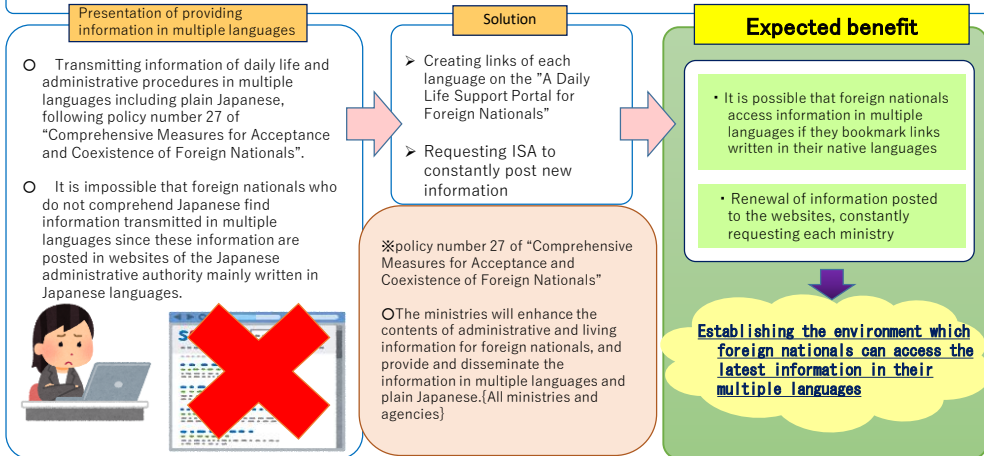 Presentation of providing
information in multiple languages
○ Transmitting information of daily life and
administrative procedures in multiple
languages including plain Japanese,
following policy number 27 of
“Comprehensive Measures for Acceptance
and Coexistence of Foreign Nationals”.
○ It is impossible that foreign nationals who
do not comprehend Japanese find
information transmitted in multiple
languages since these information are
posted in websites of the Japanese
administrative authority mainly written in
Japanese languages.
Solution
➢ Creating links of each
language on the ”A Daily
Life Support Portal for
Foreign Nationals”
➢ Requesting ISA to
constantly post new
information
※policy number 27 of “Comprehensive
Measures for Acceptance and
Coexistence of Foreign Nationals”
○The ministries will enhance the
contents of administrative and living
information for foreign nationals, and
provide and disseminate the
information in multiple languages and
plain Japanese.{All ministries and
agencies}
Expected benefit
・It is possible that foreign nationals
access information in multiple
languages if they bookmark links
written in their native languages
・Renewal of information posted
to the websites, constantly
requesting each ministry
Establishing the environment which
foreign nationals can access the
latest information in their
multiple languages